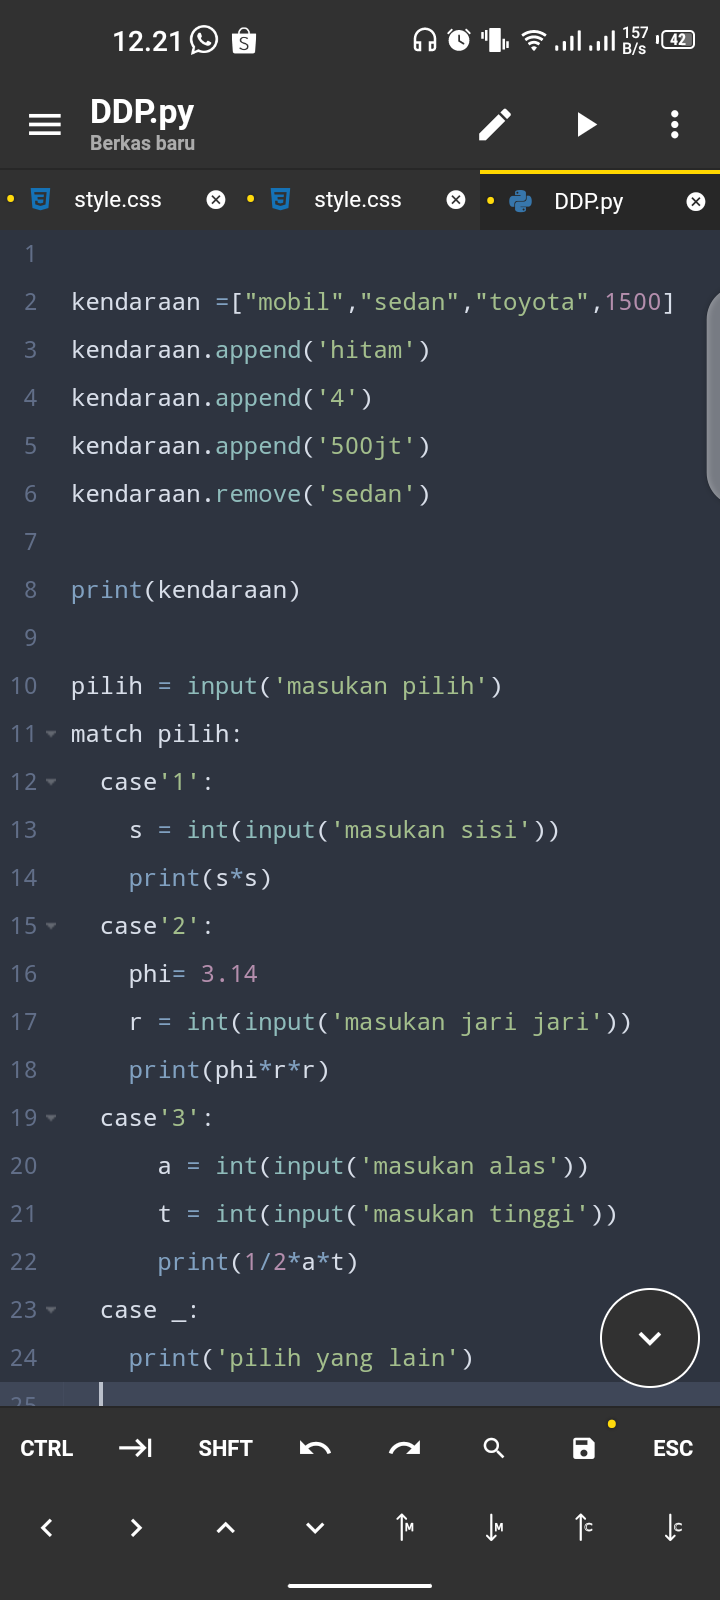 12.21 157 B/s 42
DDP.py
Berkas baru
style.css style.css DDP.py
1
2 kendaraan =["mobil","sedan","toyota",1500]
3 kendaraan.append('hitam')
4 kendaraan.append('4')
5 kendaraan.append('500jt')
6 kendaraan.remove('sedan')
7
8 print(kendaraan)
9
10 pilih = input('masukan pilih')
11 match pilih:
12 case'1':
13 s = int(input('masukan sisi'))
14 print(s*s)
15 case'2':
16 phi= 3.14
17 r = int(input('masukan jari jari'))
18 print(phi*r*r)
19 case'3':
20 a = int(input('masukan alas'))
21 t = int(input('masukan tinggi'))
22 print(1/2*a*t)
23 case _:
24 print('pilih yang lain')
25
CTRL SHFT ESC
M M C C